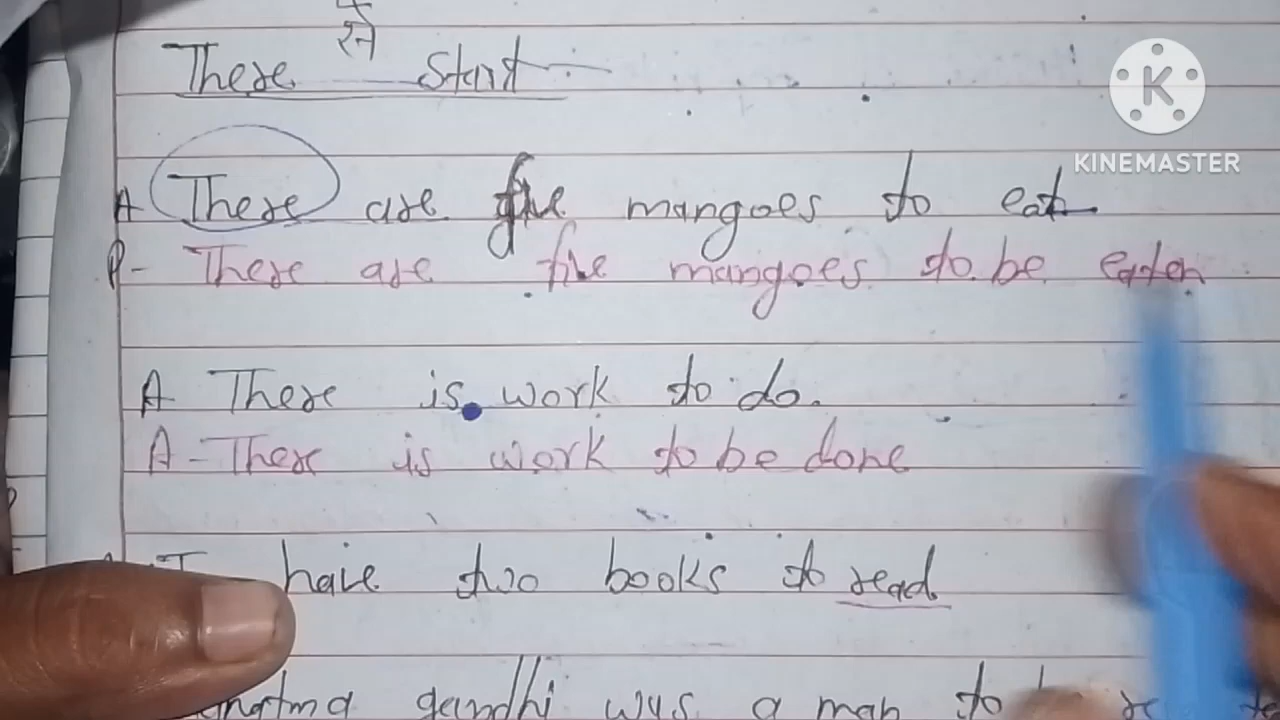 There से Start
A There are five mangoes to eat
P- There are five mangoes to be eaten
A There is work to do.
A- There is work to be done
I have two books to read
gandhi was a man to
K
KINEMASTER